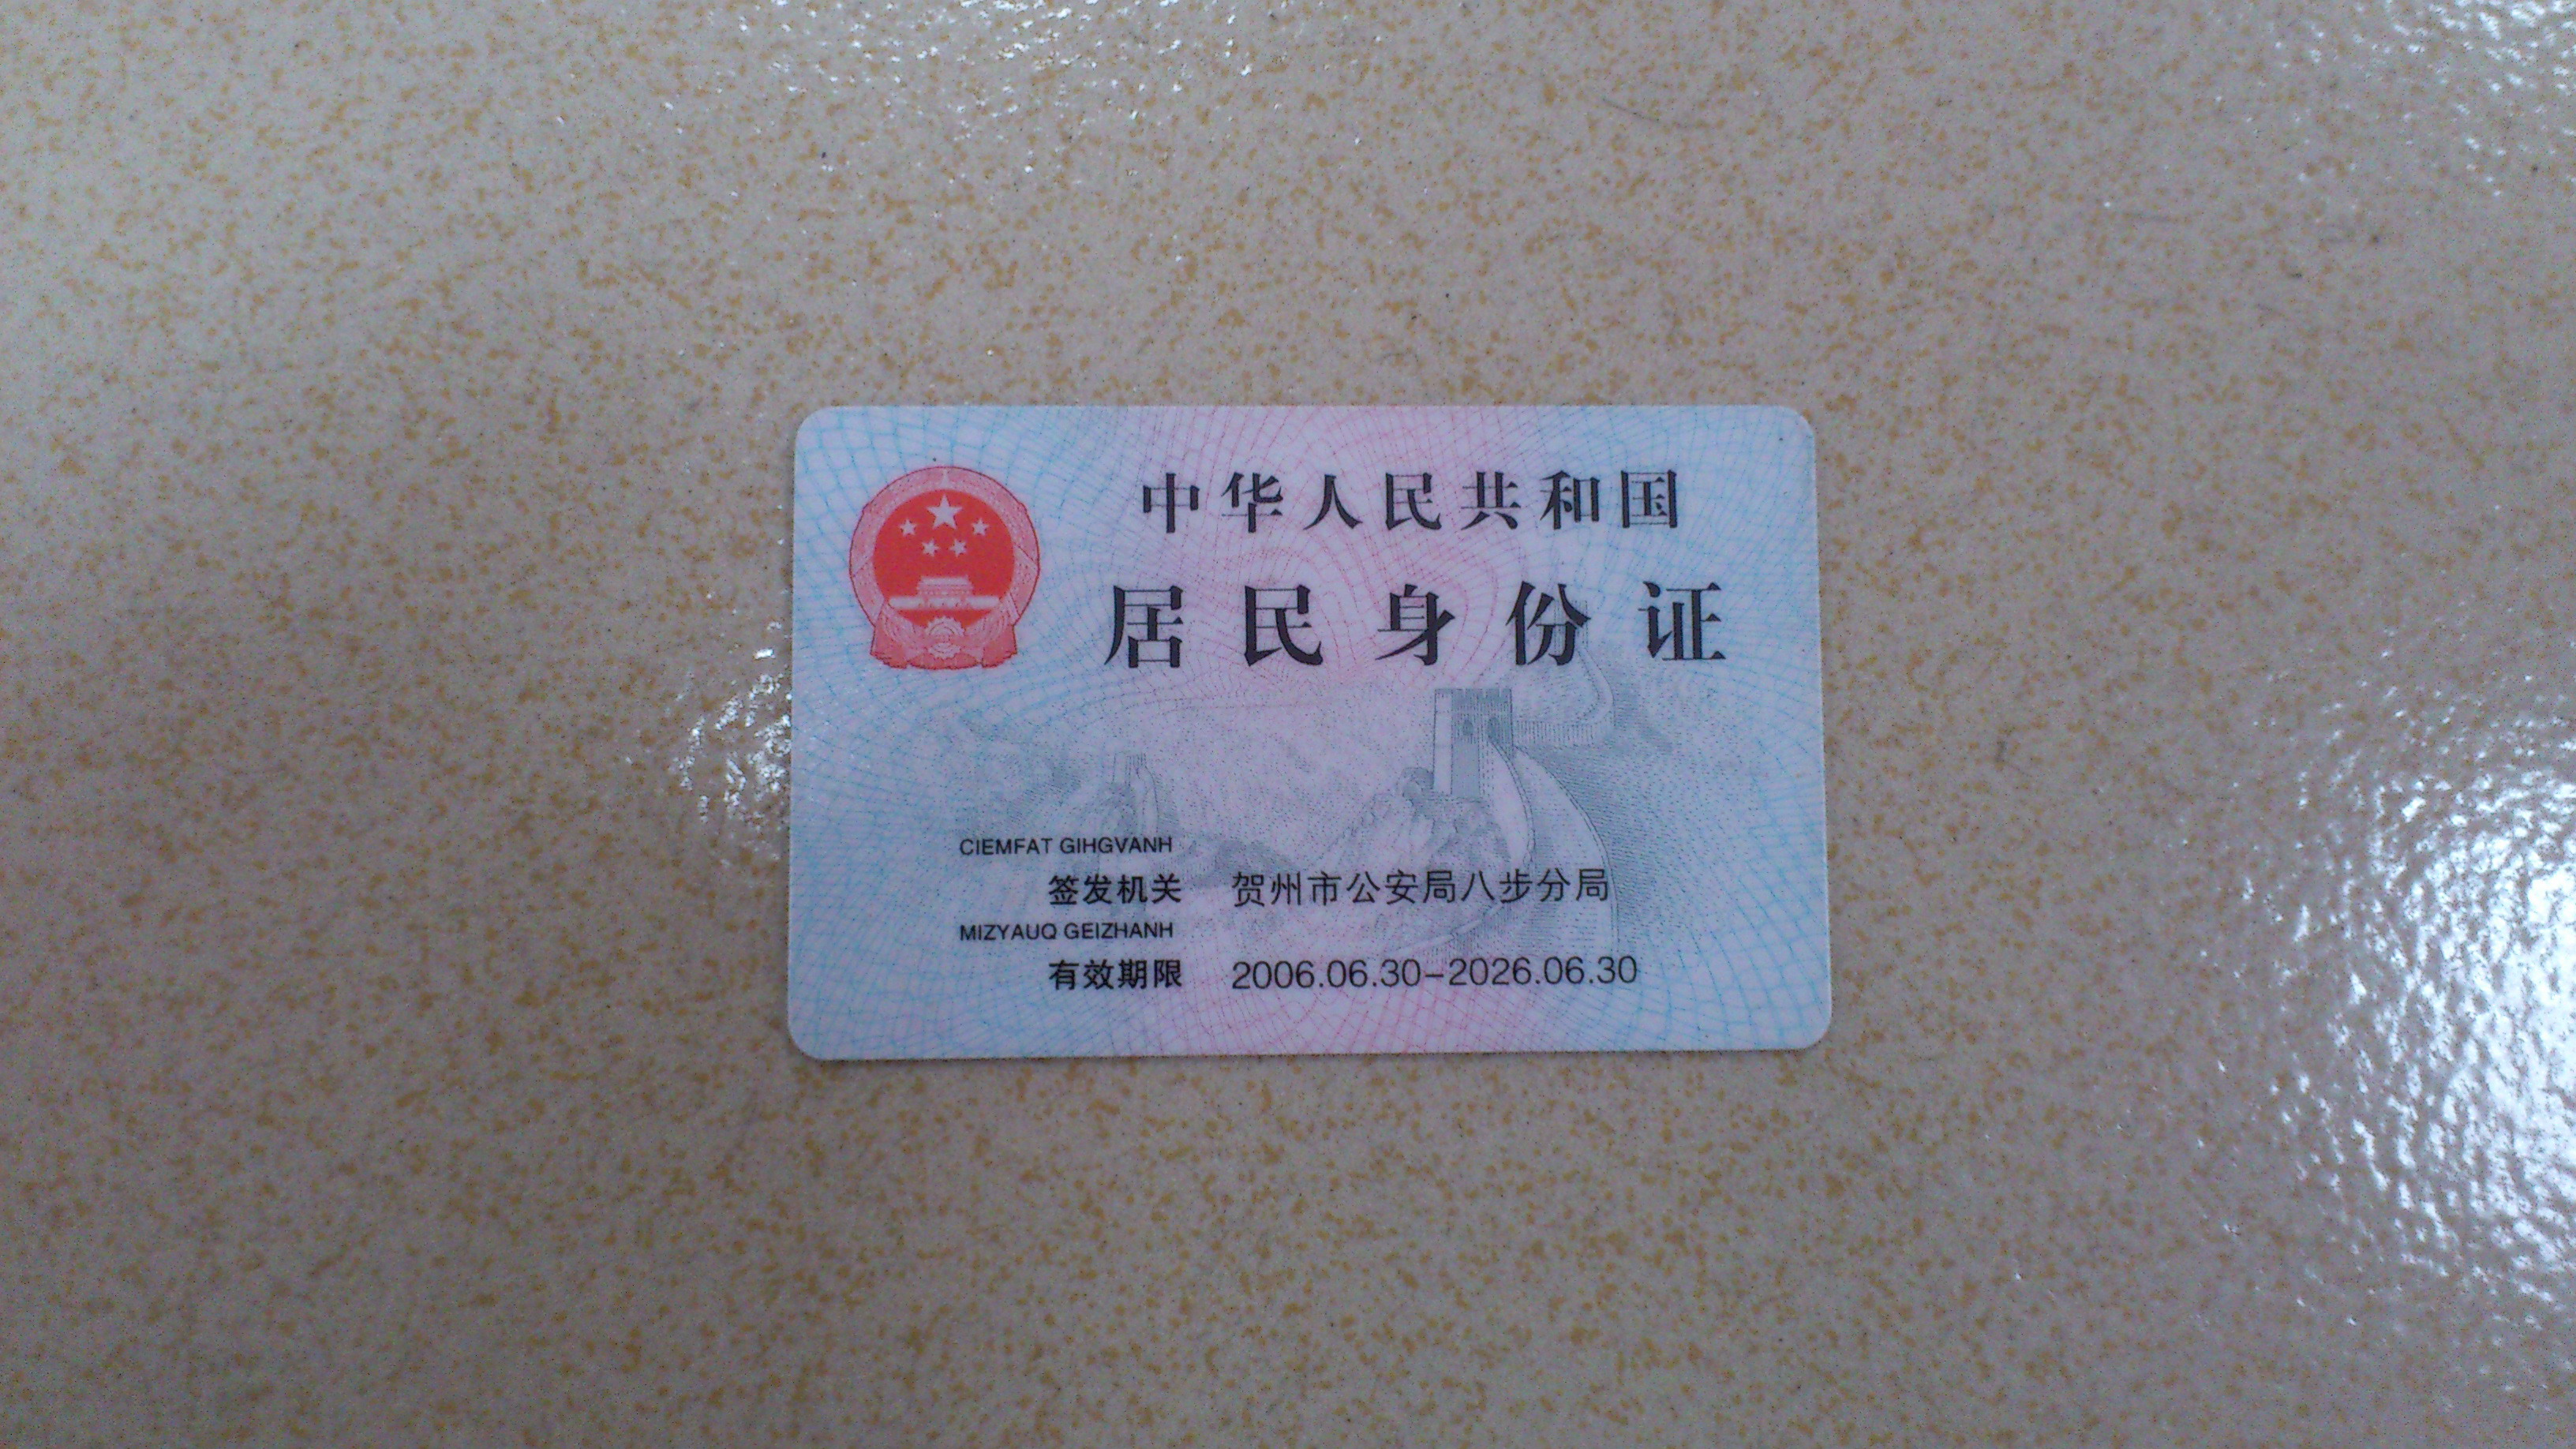 中华人民共和国
居民身份证
CIEMFAT GIHGVANH
签发机关 贺州市公安局八步分局
MIZYAUQ GEIZHANH
有效期限 2006.06.30-2026.06.30